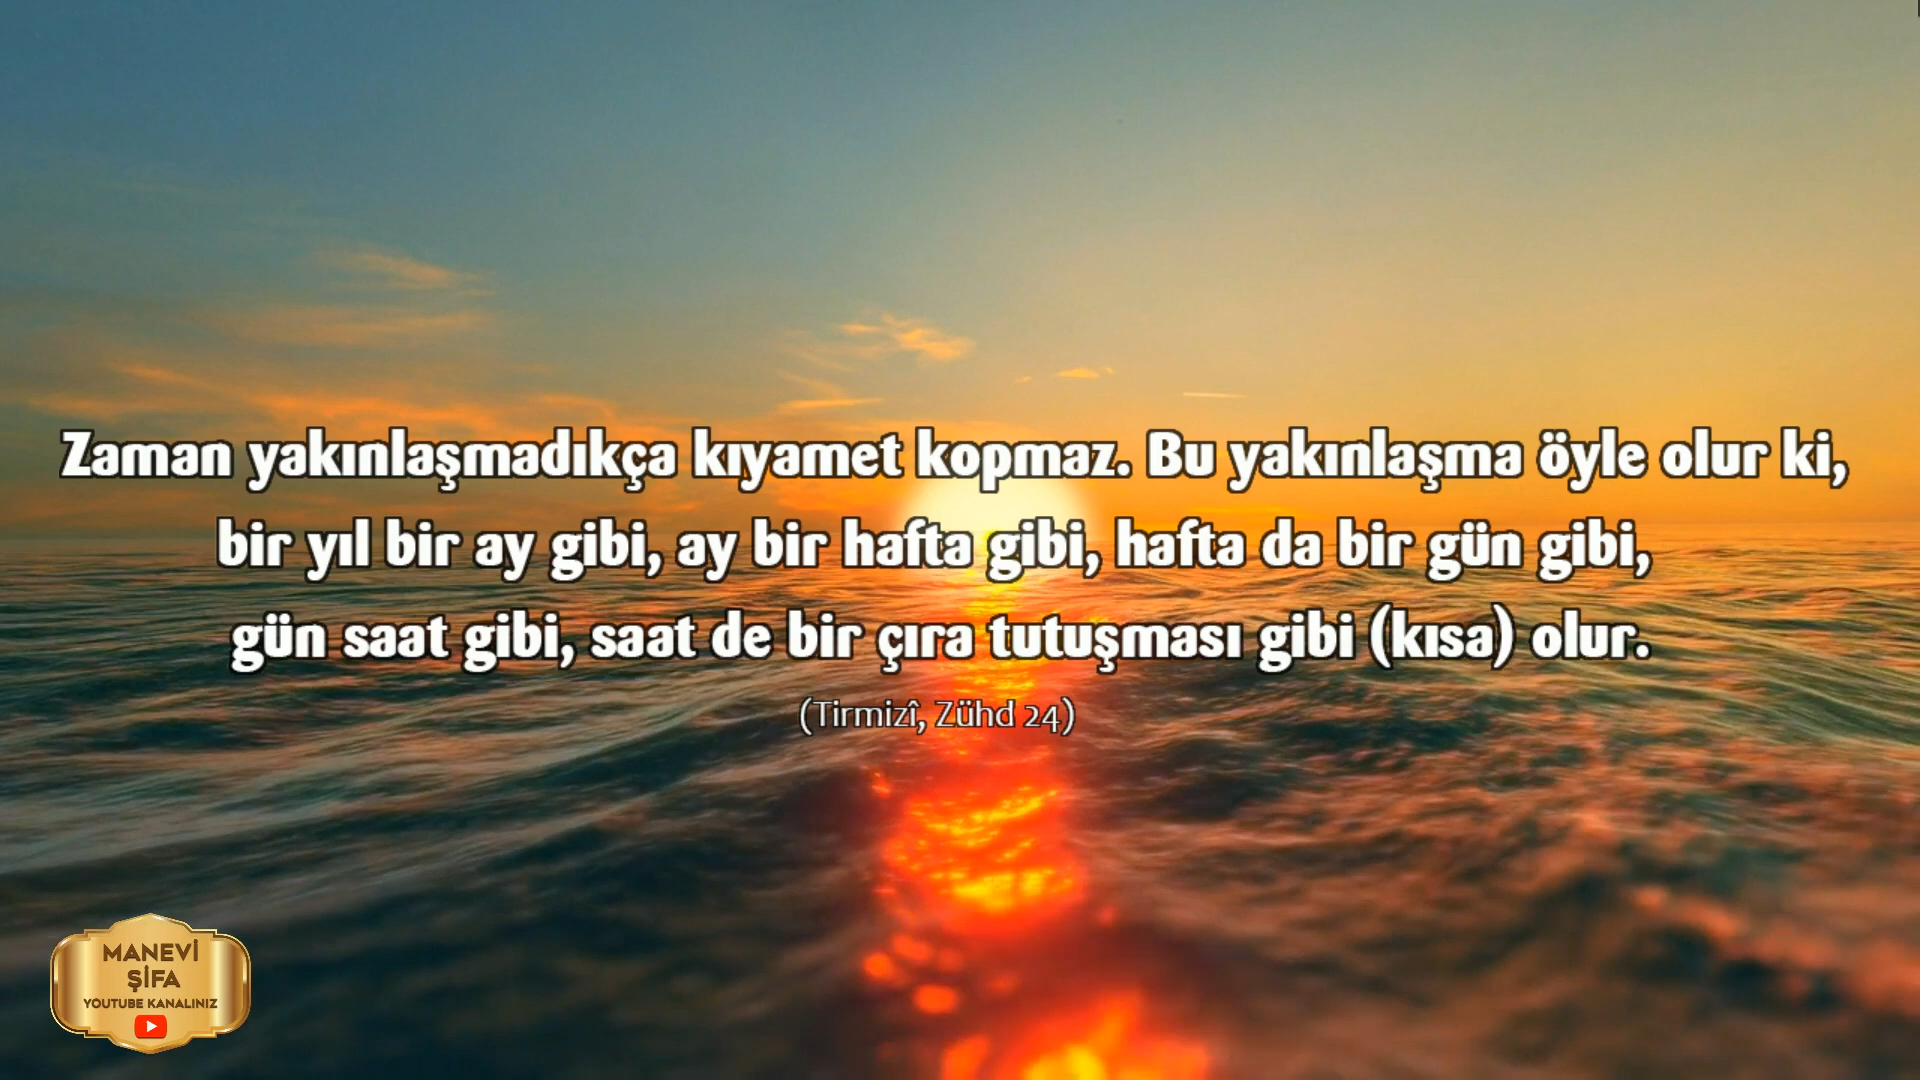 Zaman yakınlaşmadıkça kıyamet kopmaz. Bu yakınlaşma öyle olur ki,
bir yıl bir ay gibi, ay bir hafta gibi, hafta da bir gün gibi,
gün saat gibi, saat de bir çıra tutuşması gibi (kısa) olur.
(Tirmizî, Zühd 24)
MANEVİ
ŞİFA
YOUTUBE KANALINIZ